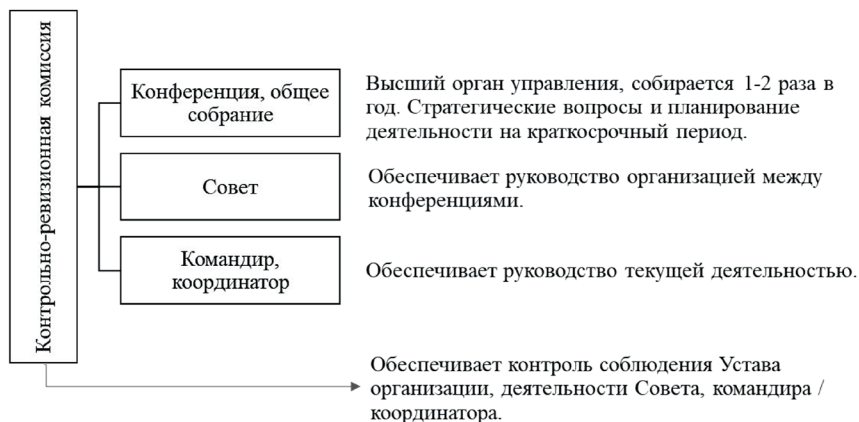 Контрольно-ревизионная комиссия
Конференция, общее
собрание
Высший орган управления, собирается 1-2 раза в
год. Стратегические вопросы и планирование
деятельности на краткосрочный период.
Совет
Обеспечивает руководство организацией между
конференциями.
Командир,
координатор
Обеспечивает руководство текущей деятельностью.
Обеспечивает контроль соблюдения Устава
организации, деятельности Совета, командира /
координатора.